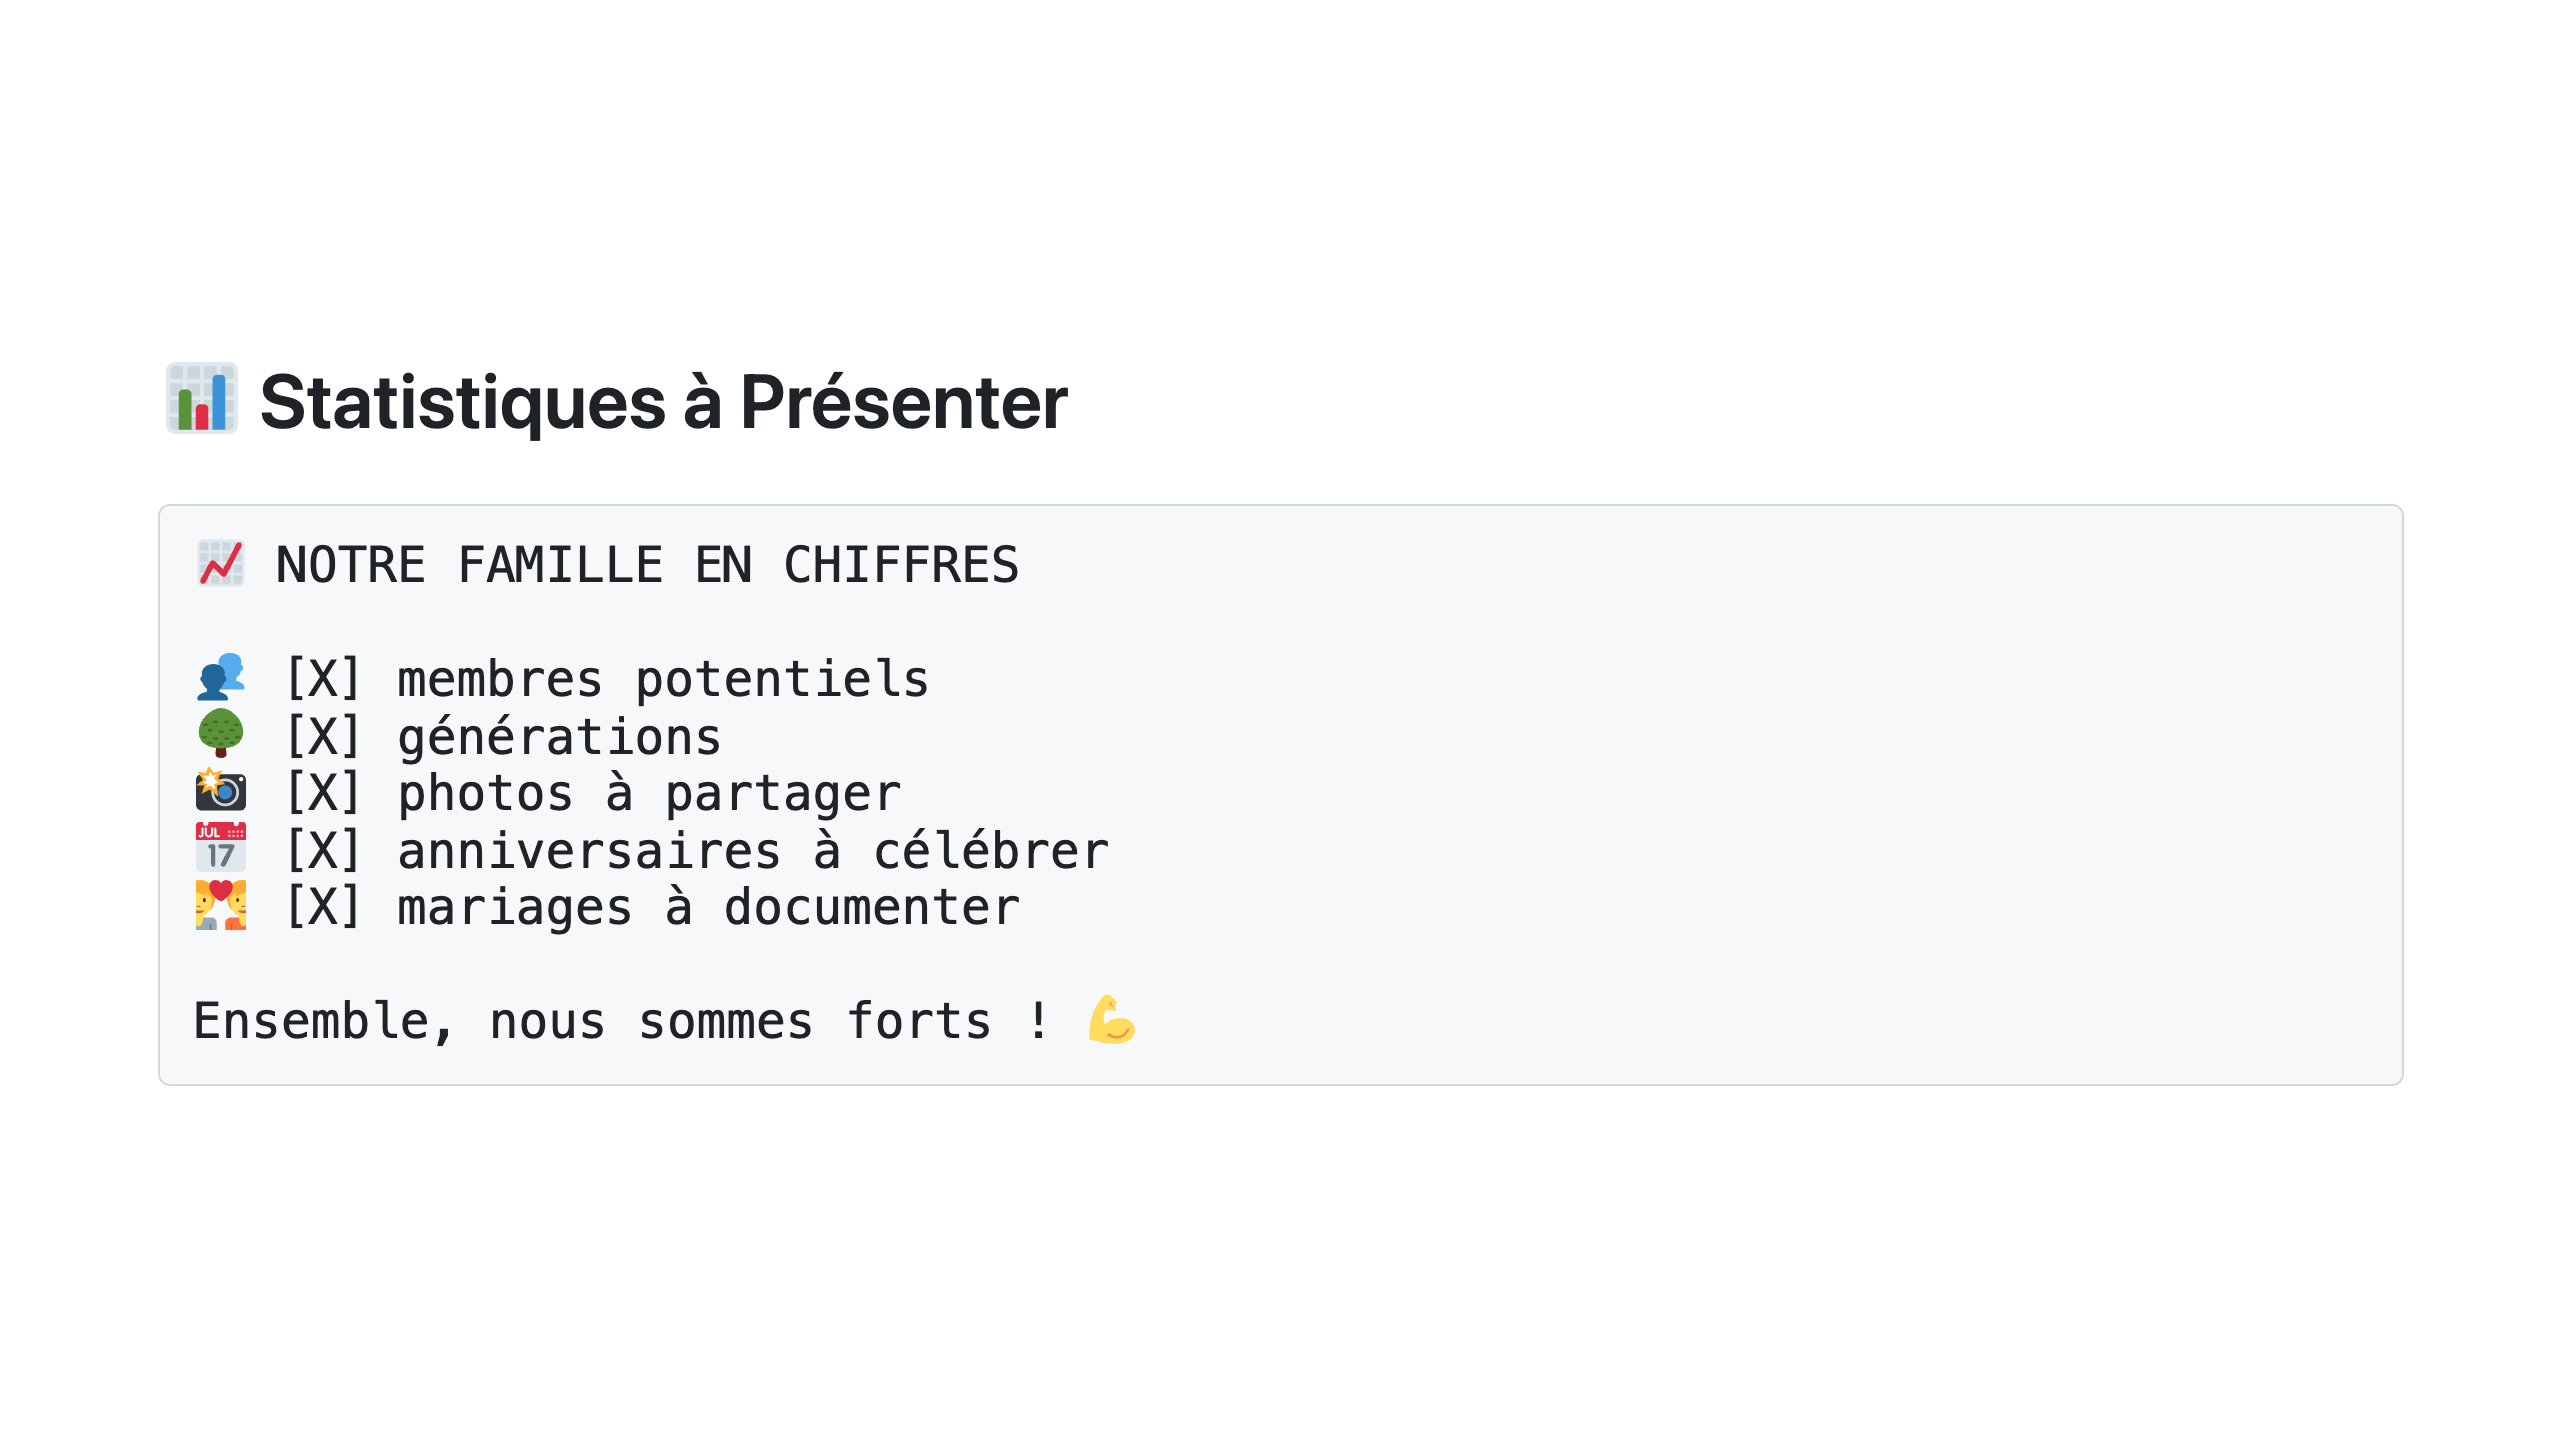 📊 Statistiques à Présenter
📈 NOTRE FAMILLE EN CHIFFRES
👥 [X] membres potentiels
🌳 [X] générations
📸 [X] photos à partager
📅 [X] anniversaires à célébrer
💑 [X] mariages à documenter
Ensemble, nous sommes forts ! 💪